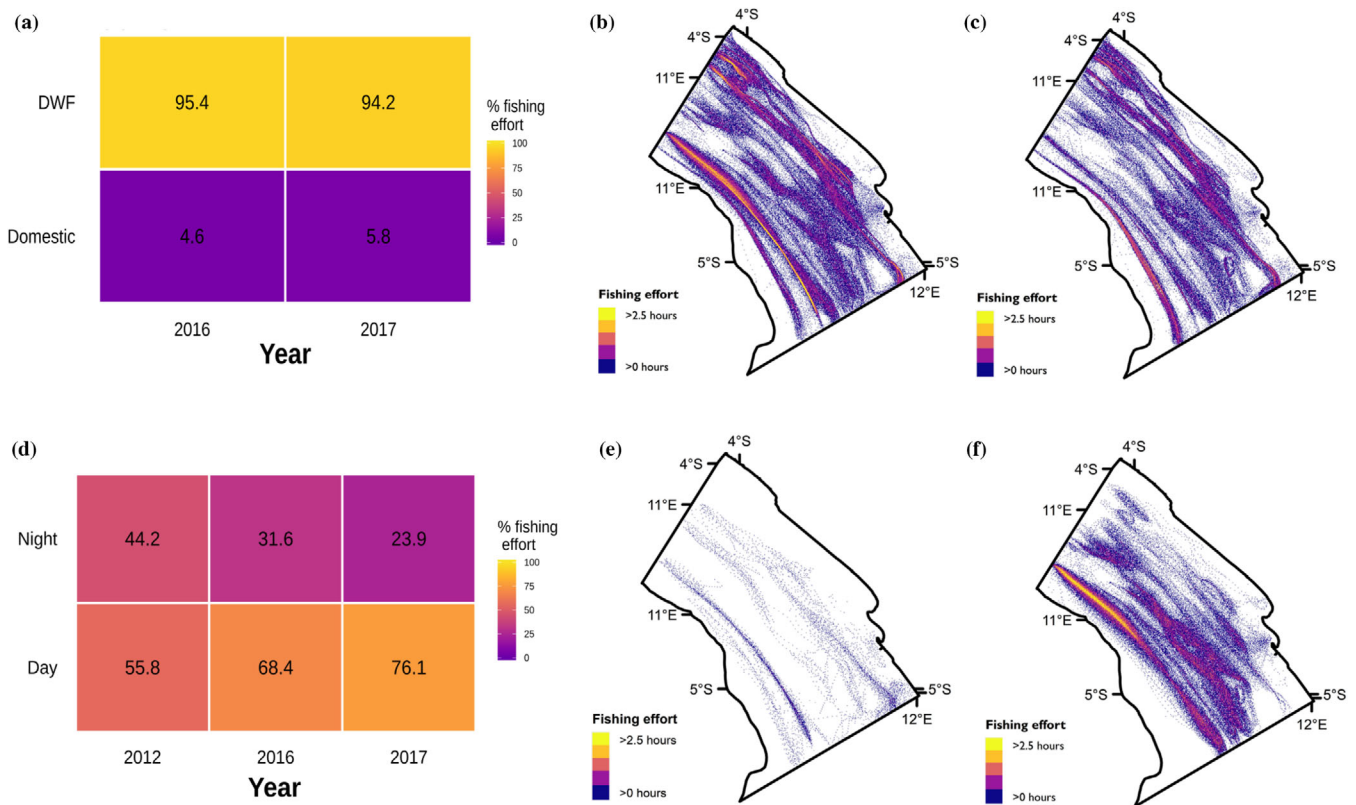 (a)
DWF
95.4
94.2
Domestic
4.6
5.8
2016
2017
Year
% fishing
effort
100
75
50
25
0
(b)
4°S
4°S
11°E
11°E
5°S
5°S
12°E
Fishing effort
>2.5 hours
>0 hours
(c)
4°S
4°S
11°E
11°E
5°S
5°S
12°E
Fishing effort
>2.5 hours
>0 hours
(d)
Night
44.2
31.6
23.9
Day
55.8
68.4
76.1
2012
2016
2017
Year
% fishing
effort
100
75
50
25
0
(e)
4°S
4°S
11°E
11°E
5°S
5°S
12°E
Fishing effort
>2.5 hours
>0 hours
(f)
4°S
4°S
11°E
11°E
5°S
5°S
12°E
Fishing effort
>2.5 hours
>0 hours